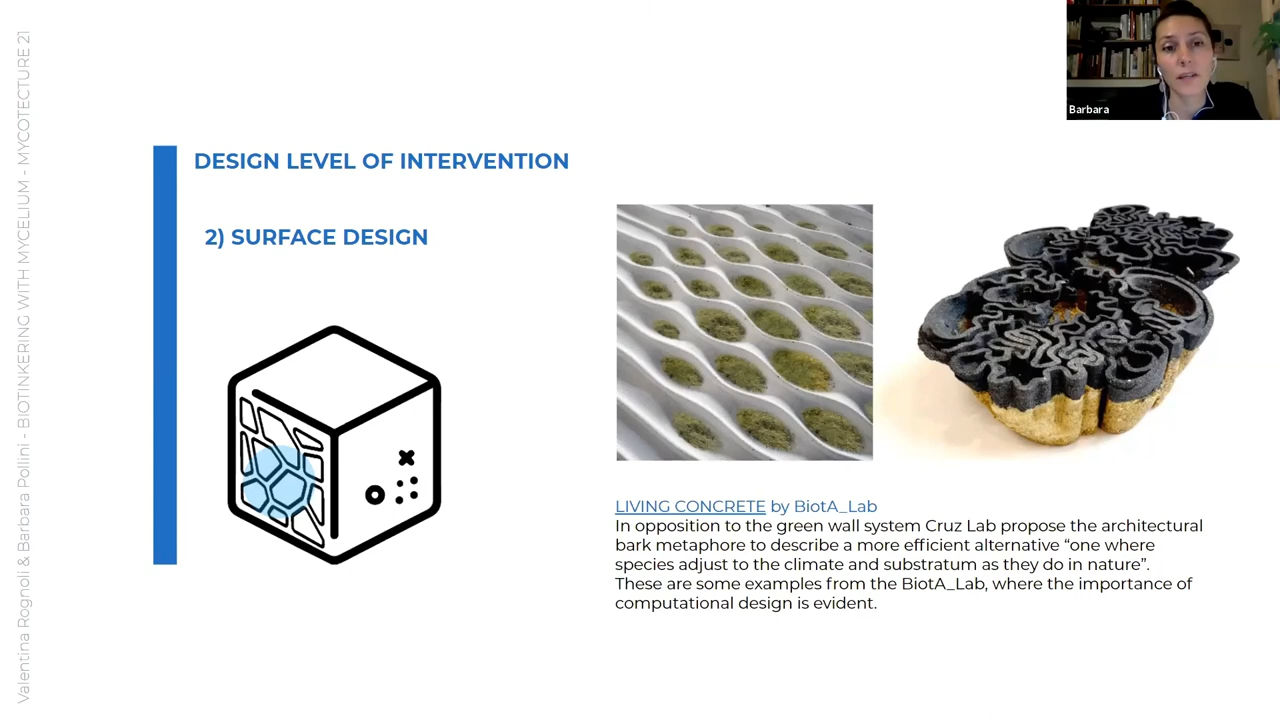 Valentina Rognoli & Barbara Pollini - BIOTINKERING WITH MYCELIUM - MYCOTECTURE 21
Barbara
DESIGN LEVEL OF INTERVENTION
2) SURFACE DESIGN
LIVING CONCRETE by BiotA_Lab
In opposition to the green wall system Cruz Lab propose the architectural
bark metaphore to describe a more efficient alternative “one where
species adjust to the climate and substratum as they do in nature”.
These are some examples from the BiotA_Lab, where the importance of
computational design is evident.